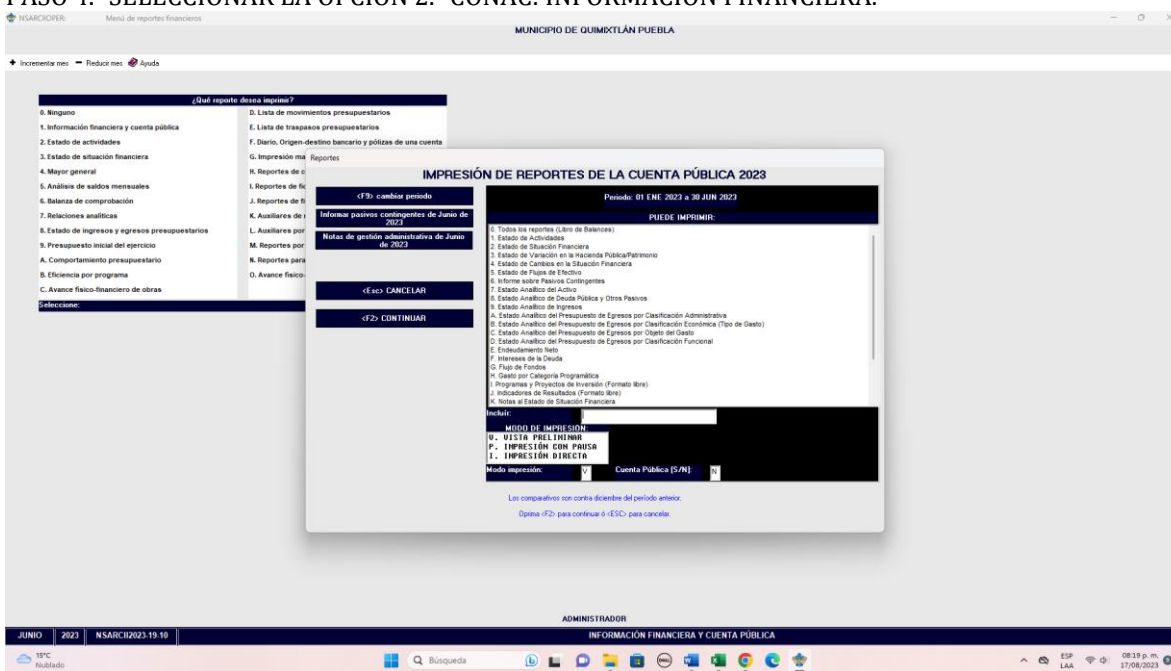 PASO 4.- SELECCIONAR LA OPCIÓN 2.- CONAC. INFORMACIÓN FINANCIERA.
NSARCIIOPER: Menú de reportes financieros
MUNICIPIO DE QUIMIXTLÁN PUEBLA
Incrementar mes Reducir mes Ayuda
¿Qué reporte desea imprimir?
0. Ninguno
1. Información financiera y cuenta pública
2. Estado de actividades
3. Estado de situación financiera
4. Mayor general
5. Análisis de saldos mensuales
6. Balanza de comprobación
7. Relaciones analíticas
8. Estado de ingresos y egresos presupuestarios
9. Presupuesto inicial del ejercicio
A. Comportamiento presupuestario
B. Eficiencia por programa
C. Avance físico-financiero de obras
D. Lista de movimientos presupuestarios
E. Lista de traspasos presupuestarios
F. Diario, Origen-destino bancario y pólizas de una cuenta
G. Impresión ma
H. Reportes de c
I. Reportes de fi
J. Reportes de fi
K. Auxiliares de
L. Auxiliares por
M. Reportes por
N. Reportes para
O. Avance físico-
Seleccione:
Reportes
IMPRESIÓN DE REPORTES DE LA CUENTA PÚBLICA 2023
<F9> cambiar periodo
Informar pasivos contingentes de Junio de 2023
Notas de gestión administrativa de Junio de 2023
<Esc> CANCELAR
<F2> CONTINUAR
Periodo: 01 ENE 2023 a 30 JUN 2023
PUEDE IMPRIMIR:
0. Todos los reportes (Libro de Balances)
1. Estado de Actividades
2. Estado de Situación Financiera
3. Estado de Variación en la Hacienda Pública/Patrimonio
4. Estado de Cambios en la Situación Financiera
5. Estado de Flujos de Efectivo
6. Informe sobre Pasivos Contingentes
7. Estado Analítico del Activo
8. Estado Analítico de Deuda Pública y Otros Pasivos
9. Estado Analítico de Ingresos
A. Estado Analítico del Presupuesto de Egresos por Clasificación Administrativa
B. Estado Analítico del Presupuesto de Egresos por Clasificación Económica (Tipo de Gasto)
C. Estado Analítico del Presupuesto de Egresos por Objeto del Gasto
D. Estado Analítico del Presupuesto de Egresos por Clasificación Funcional
E. Endeudamiento Neto
F. Intereses de la Deuda
G. Flujo de Fondos
H. Gasto por Categoría Programática
I. Programas y Proyectos de Inversión (Formato libre)
J. Indicadores de Resultados (Formato libre)
K. Notas al Estado de Situación Financiera
Incluir:
MODO DE IMPRESIÓN:
V. VISTA PRELIMINAR
P. IMPRESIÓN CON PAUSA
I. IMPRESIÓN DIRECTA
Modo impresión: V Cuenta Pública [S/N]: N
Los comparativos son contra diciembre del período anterior.
Oprima <F2> para continuar ó <ESC> para cancelar.
ADMINISTRADOR
JUNIO 2023 NSARCII2023-19-10 INFORMACIÓN FINANCIERA Y CUENTA PÚBLICA
15°C
Nublado
Búsqueda
ESP
LAA
08:19 p. m.
17/08/2023